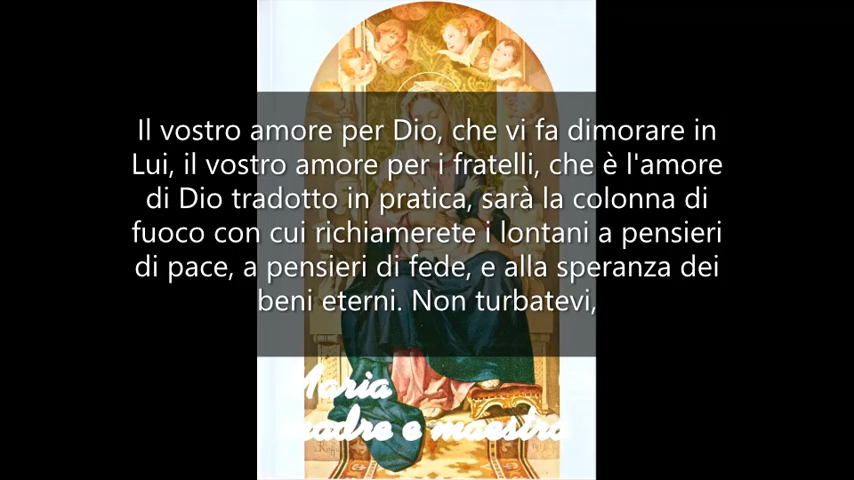 Il vostro amore per Dio, che vi fa dimorare in
Lui, il vostro amore per i fratelli, che è l'amore
di Dio tradotto in pratica, sarà la colonna di
fuoco con cui richiamerete i lontani a pensieri
di pace, a pensieri di fede, e alla speranza dei
beni eterni. Non turbatevi,
Maria
madre e maestra